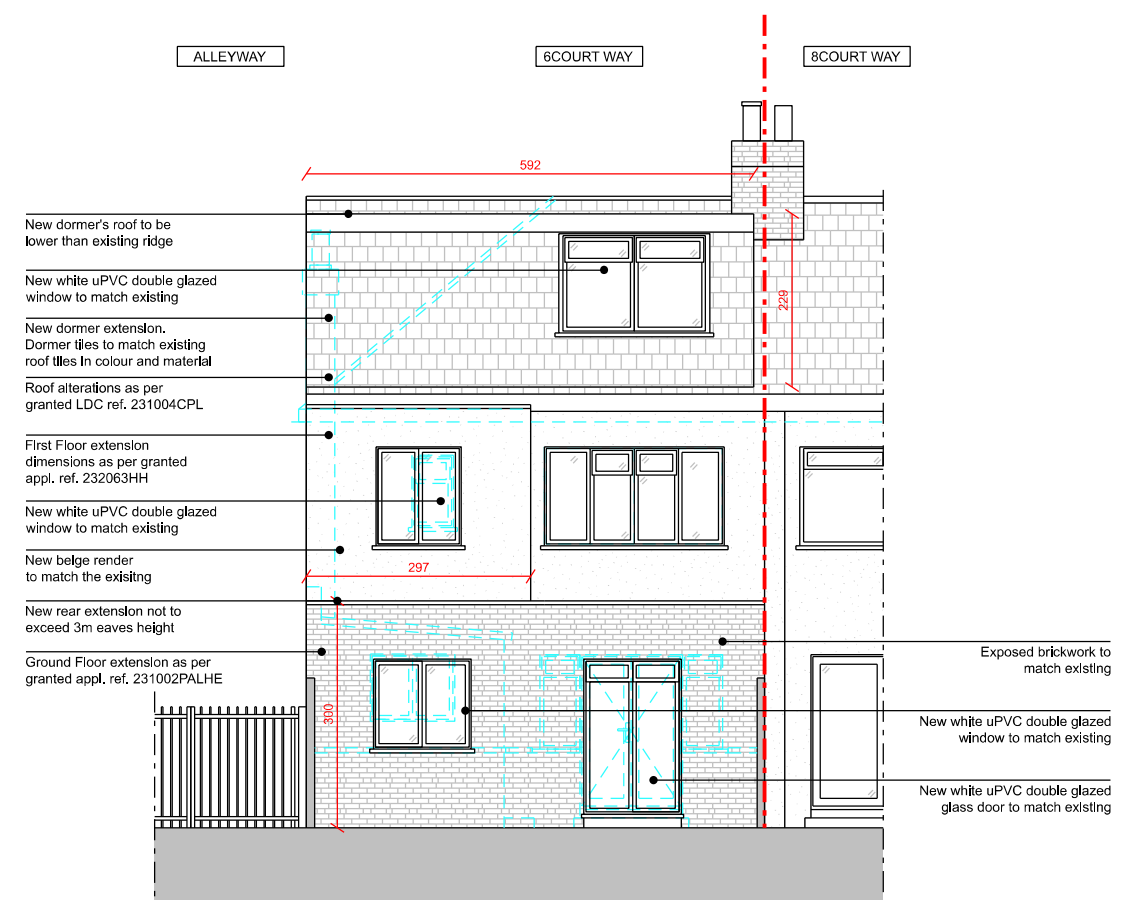 ALLEYWAY
6COURT WAY
8COURT WAY
592
New dormer's roof to be
lower than existing ridge
New white uPVC double glazed
window to match existing
229
New dormer extension.
Dormer tiles to match existing
roof tiles in colour and material
Roof alterations as per
granted LDC ref. 231004CPL
First Floor extension
dimensions as per granted
appl. ref. 232063HH
New white uPVC double glazed
window to match existing
New beige render
to match the exisitng
297
New rear extension not to
exceed 3m eaves height
Ground Floor extension as per
granted appl. ref. 231002PALHE
300
Exposed brickwork to
match existing
New white uPVC double glazed
window to match existing
New white uPVC double glazed
glass door to match existing